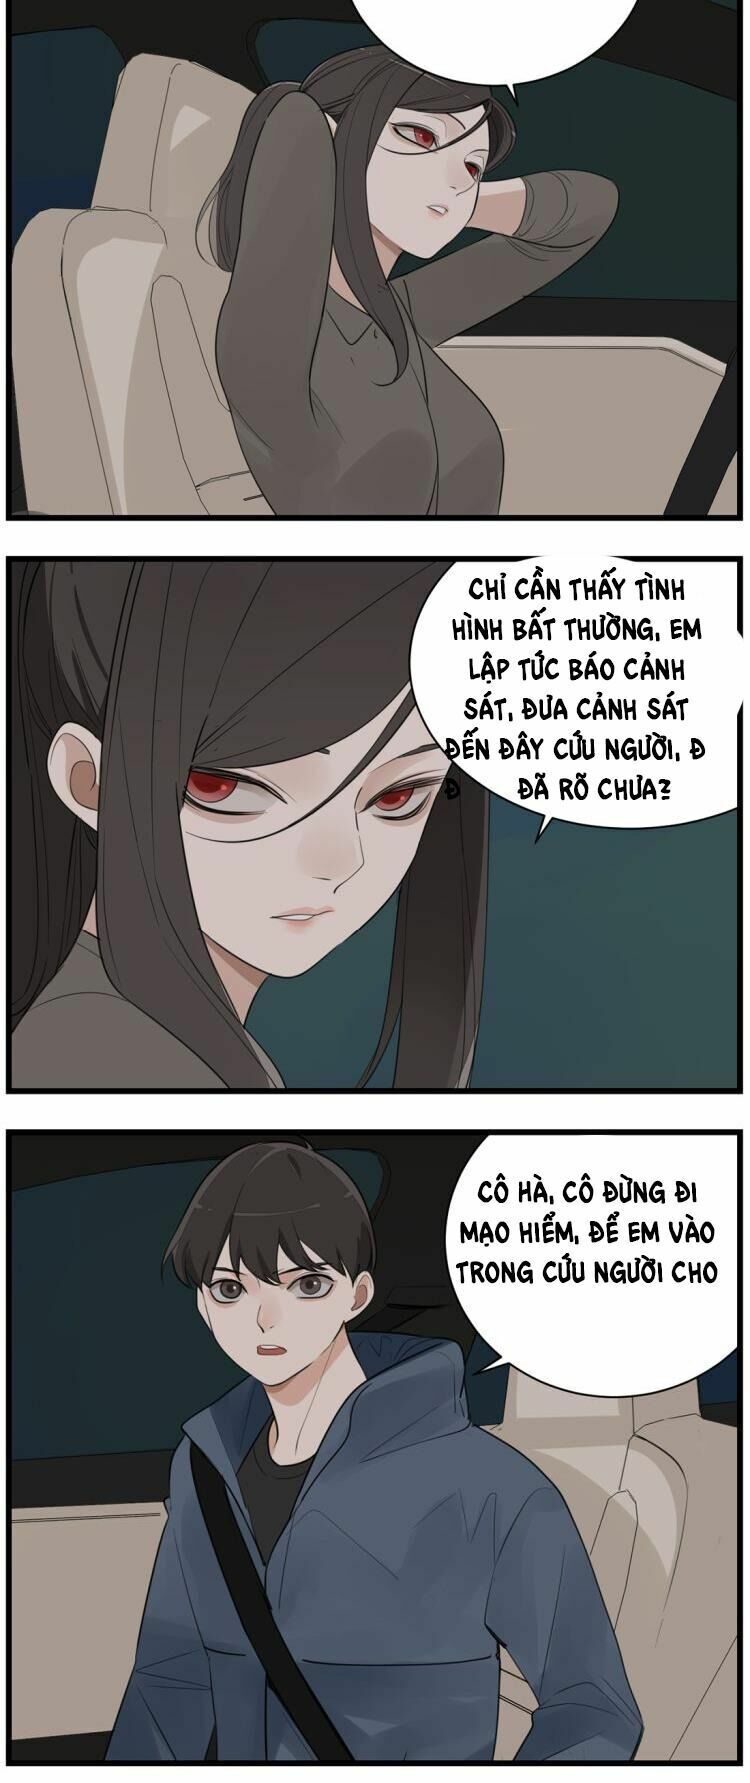 CHỈ CẦN THẤY TÌNH
HÌNH BẤT THƯỜNG, EM
LẬP TỨC BÁO CẢNH
SÁT, ĐƯA CẢNH SÁT
ĐẾN ĐÂY CỨU NGƯỜI, Đ
Đ ĐÃ RÕ CHƯA?
CÔ HÀ, CÔ ĐỪNG ĐI
MẠO HIỂM, ĐỂ EM VÀO
TRONG CỨU NGƯỜI CHO